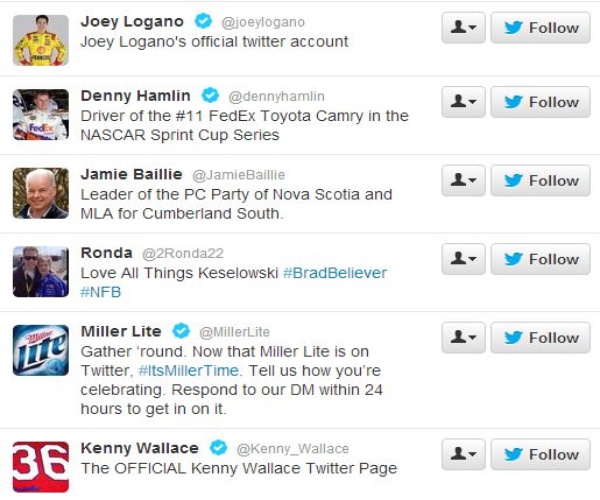 Joey Logano @joeylogano
Follow
Joey Logano's official twitter account
Denny Hamlin @dennyhamlin
Follow
Driver of the #11 FedEx Toyota Camry in the
NASCAR Sprint Cup Series
FedEx
Jamie Baillie @JamieBaillie
Follow
Leader of the PC Party of Nova Scotia and
MLA for Cumberland South.
Ronda @2Ronda22
Follow
Love All Things Keselowski #BradBeliever
#NFB
Miller Lite @MillerLite
Follow
Gather ‘round. Now that Miller Lite is on
Twitter, #ItsMillerTime. Tell us how you're
celebrating. Respond to our DM within 24
hours to get in on it.
Miller
Lite
Kenny Wallace @Kenny_Wallace
Follow
The OFFICIAL Kenny Wallace Twitter Page
36